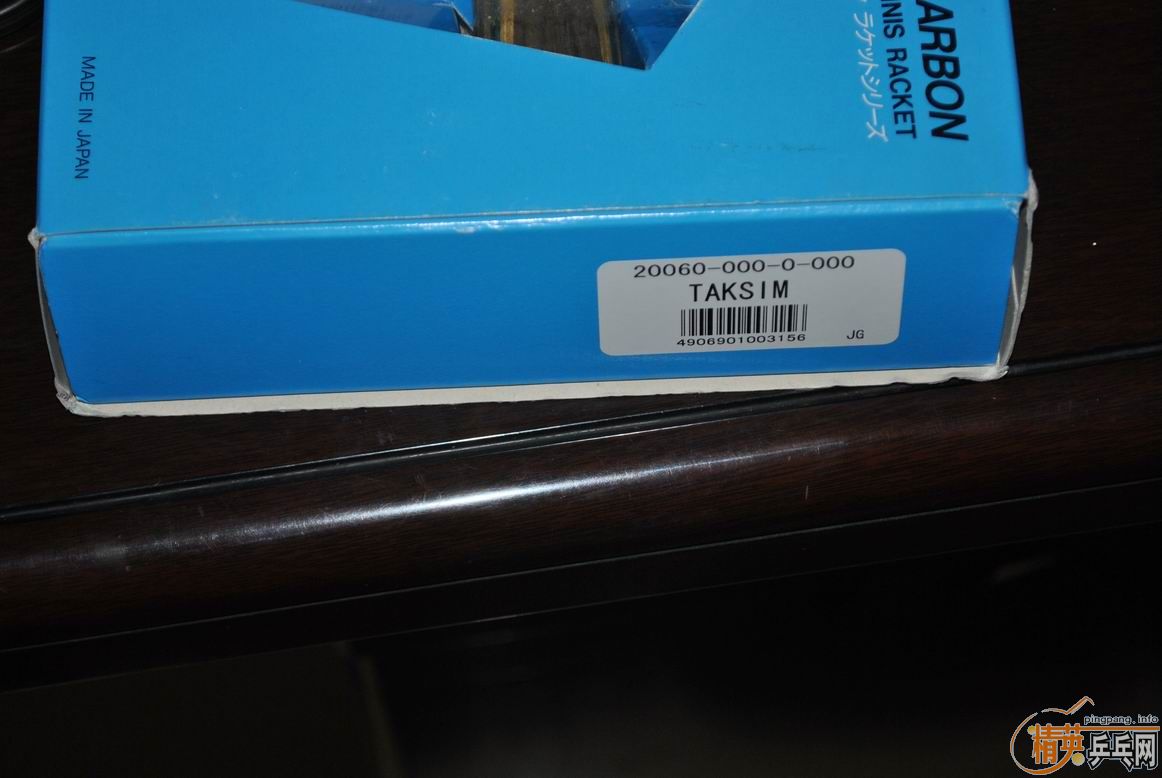 ARBON
NIS RACKET
ラケットシリーズ
MADE IN JAPAN
20060-000-0-000
TAKSIM
4906901003156
JG
pingpang.info
精英乒乓网